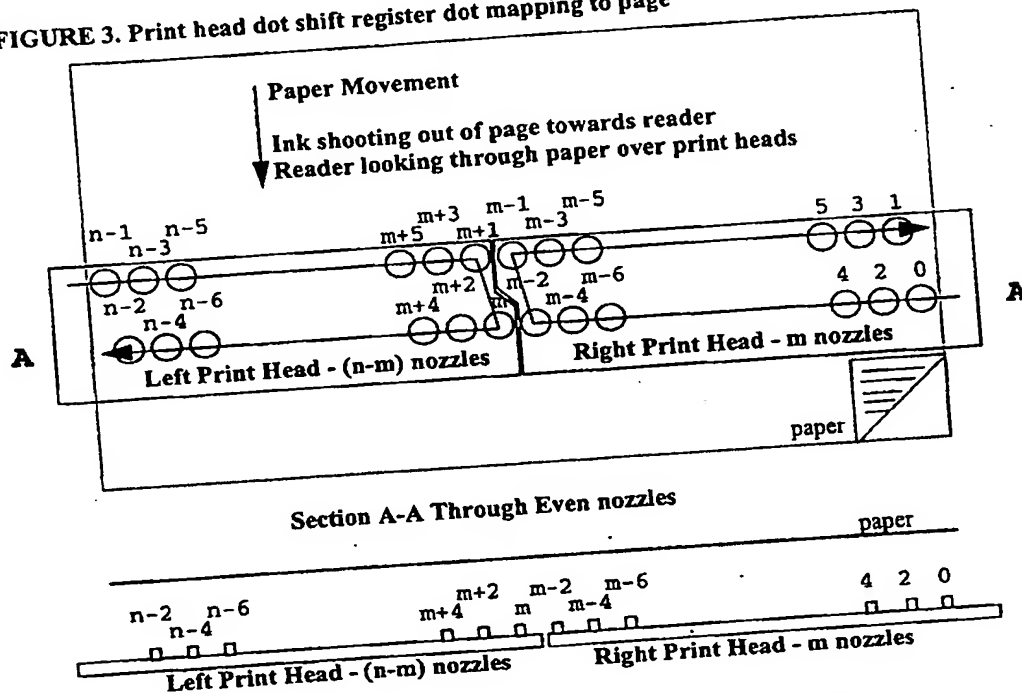 FIGURE 3. Print head dot shift register dot mapping to page
Paper Movement
Ink shooting out of page towards reader
Reader looking through paper over print heads
n-1 n-3 n-5 m+5 m+3 m+1 m-1 m-3 m-5 5 3 1
n-2 n-4 n-6 m+4 m+2 m m-2 m-4 m-6 4 2 0
A A
Left Print Head - (n-m) nozzles Right Print Head - m nozzles
paper
Section A-A Through Even nozzles
paper
n-2 n-4 n-6 m+4 m+2 m m-2 m-4 m-6 4 2 0
Left Print Head - (n-m) nozzles Right Print Head - m nozzles